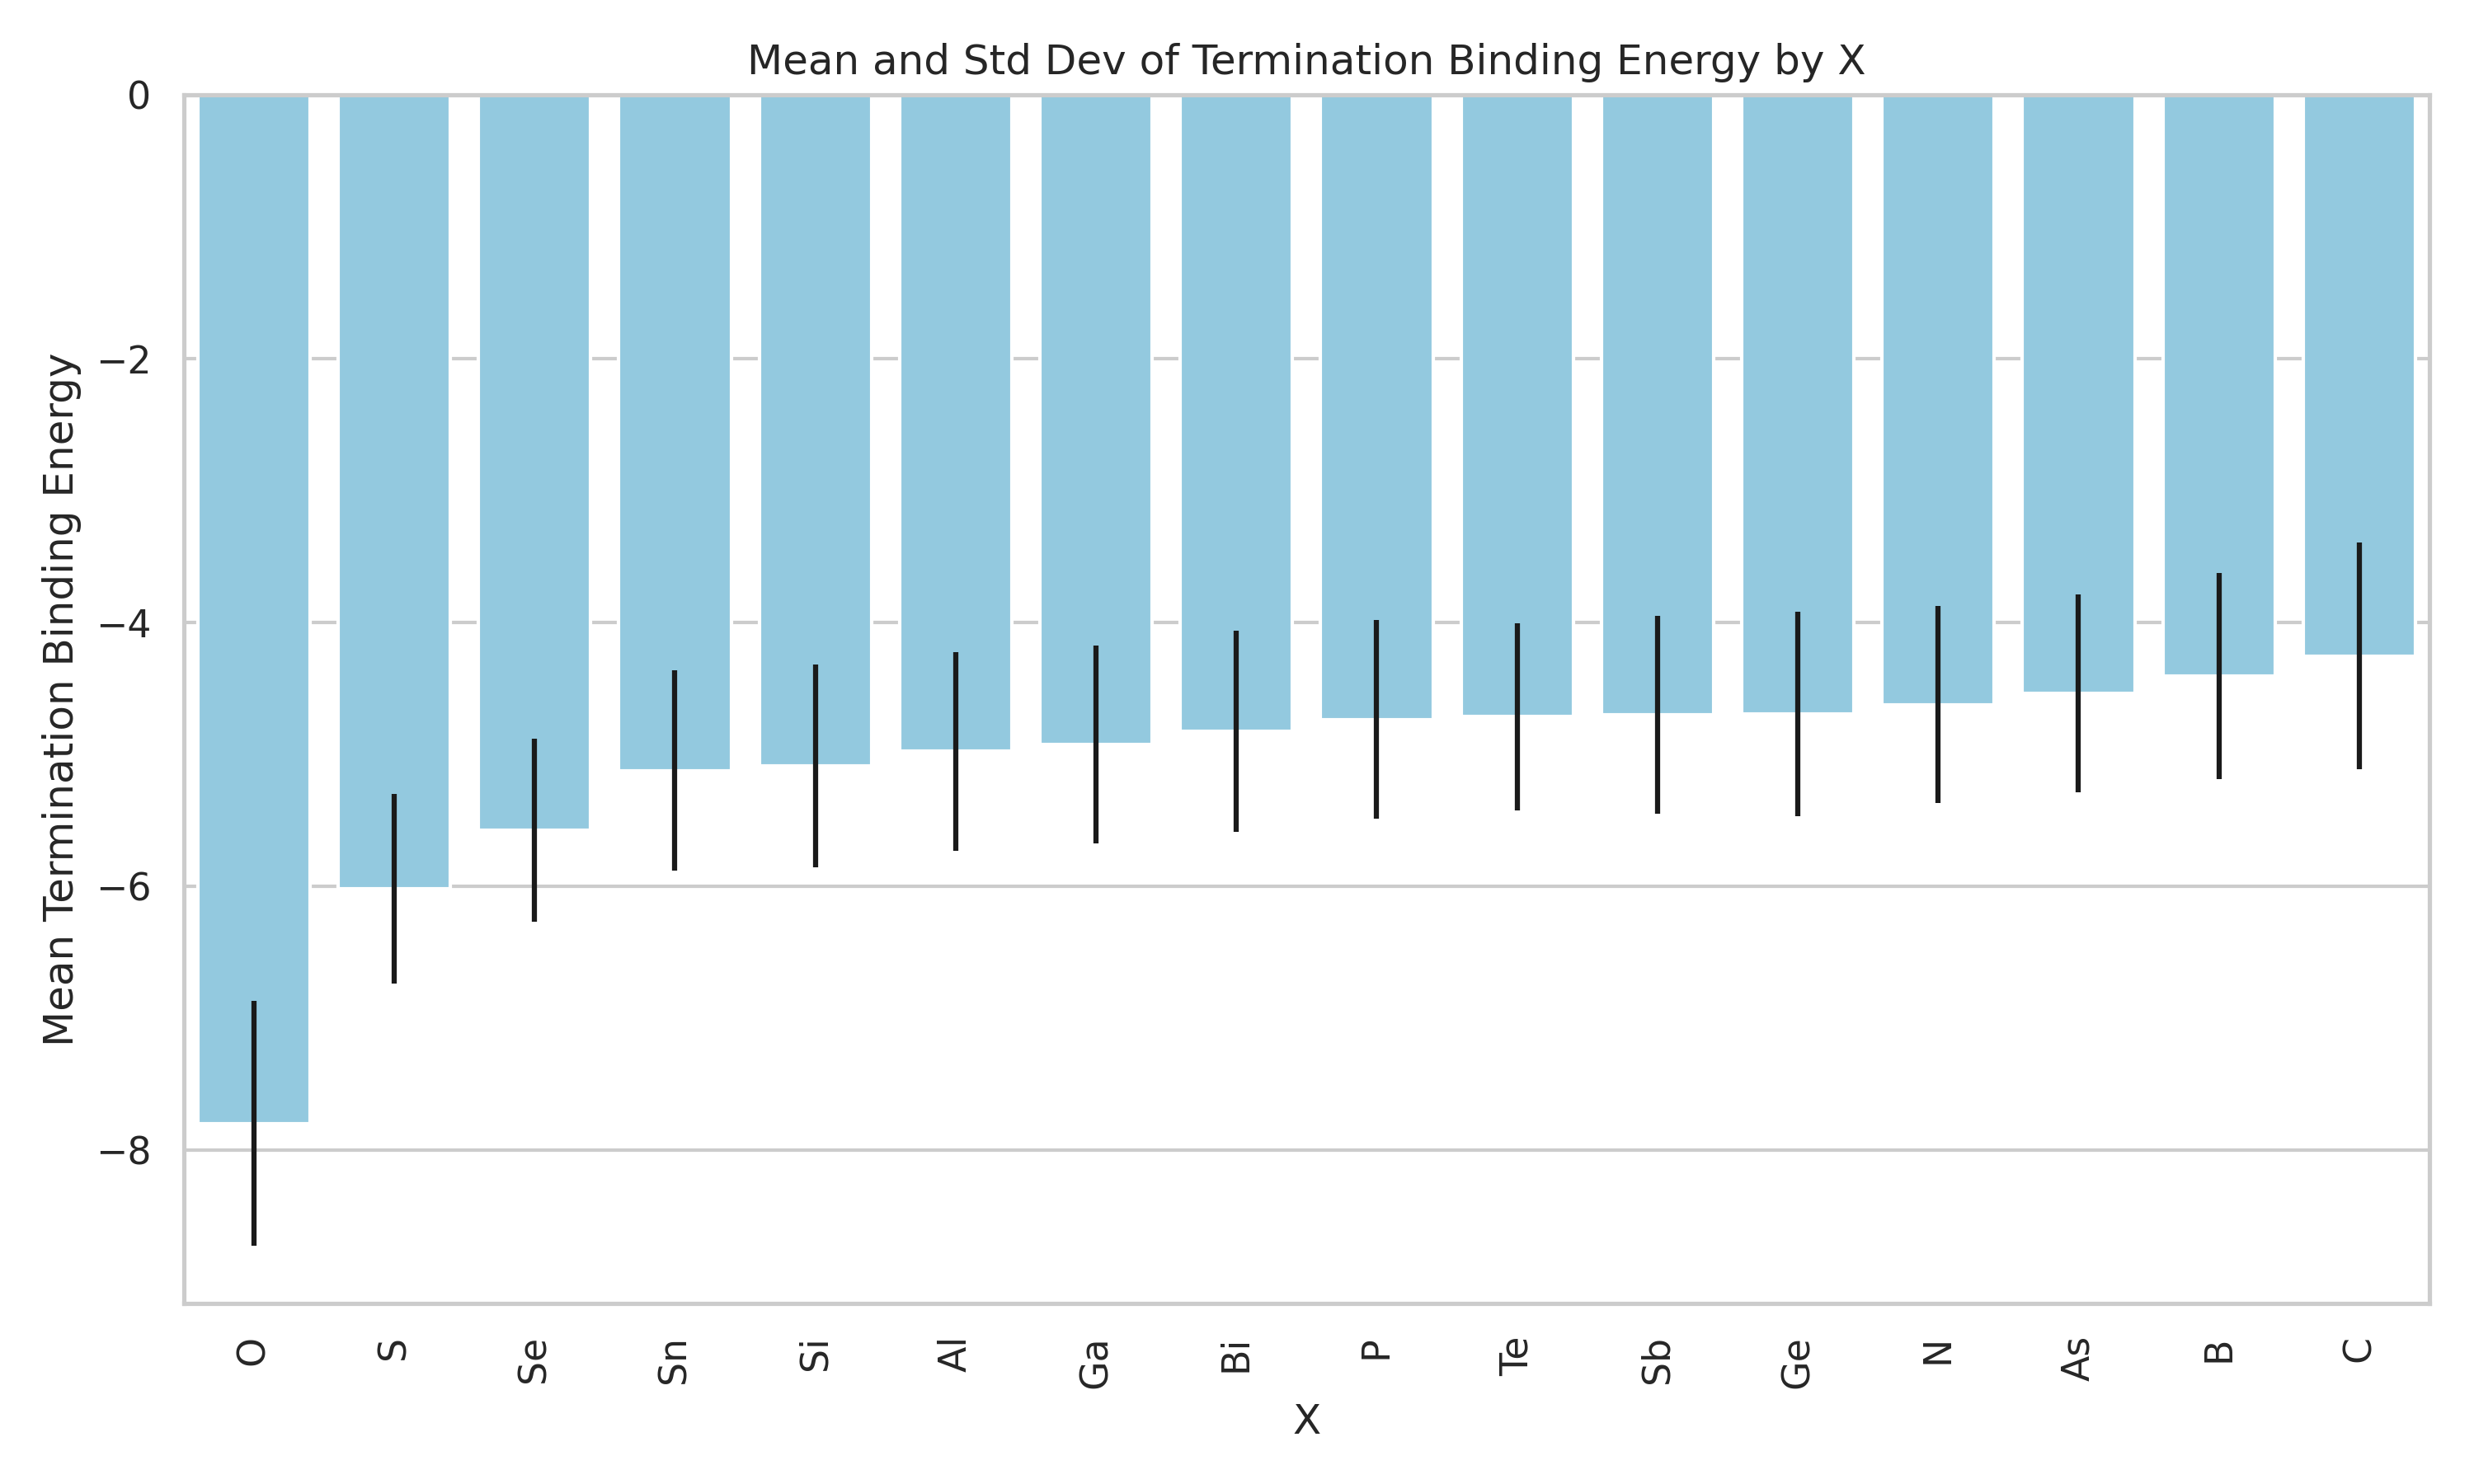 Mean and Std Dev of Termination Binding Energy by X
Mean Termination Binding Energy
0
−2
−4
−6
−8
O
S
Se
Sn
Si
Al
Ga
Bi
P
Te
Sb
Ge
N
As
B
C
X